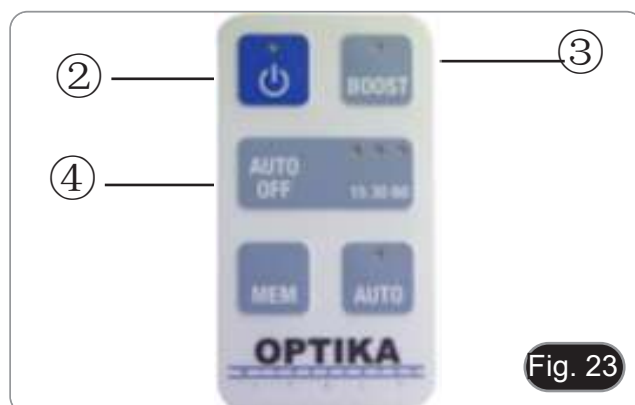 ② ③
BOOST
④ AUTO
OFF
15 30 60
MEM AUTO
OPTIKA
Fig. 23